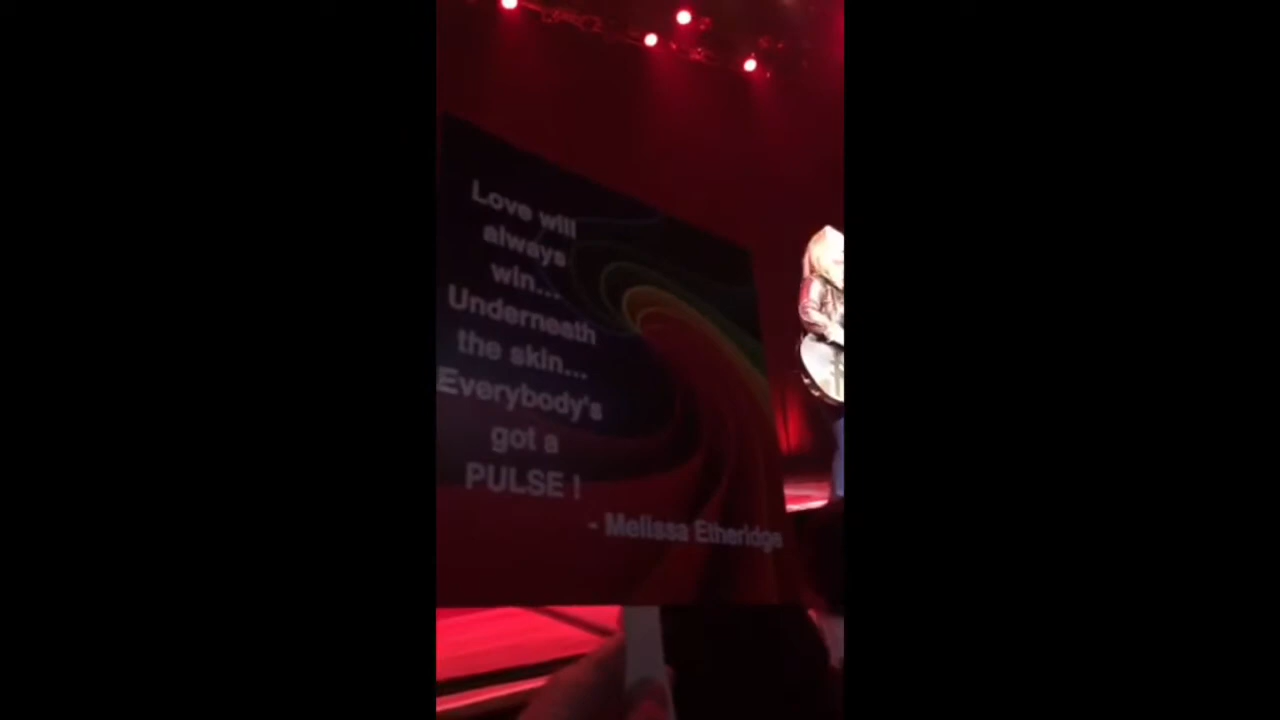 Love will
always
win...
Underneath
the skin...
Everybody's
got a
PULSE !
- Melissa Etheridge